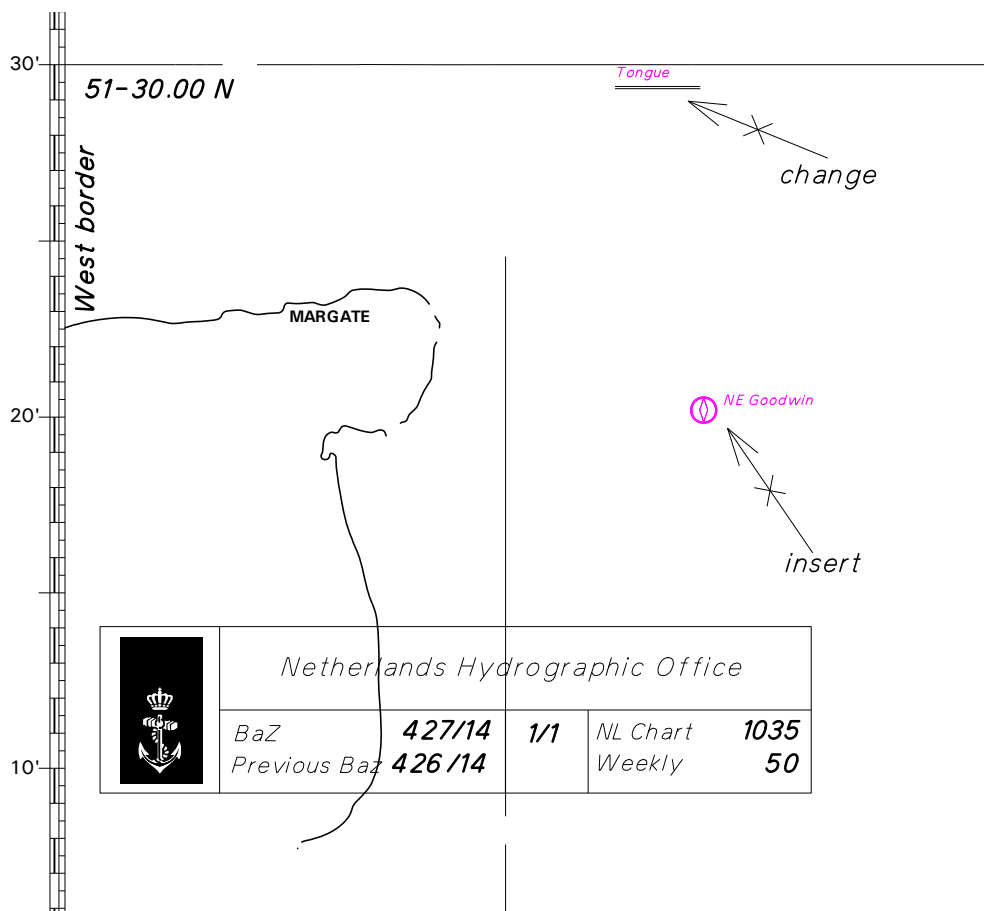 30'
Tongue
51-30.00 N
West border
change
MARGATE
NE Goodwin
20'
insert
Netherlands Hydrographic Office
BaZ 427/14 1/1 NL Chart 1035
Previous Baz 426/14 Weekly 50
10'